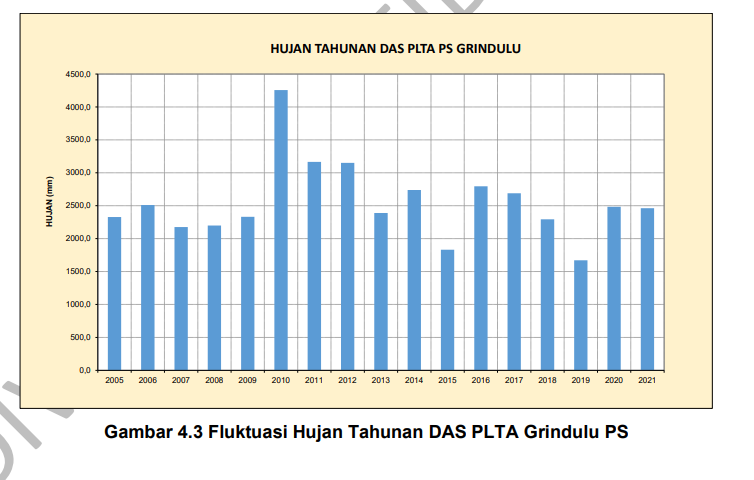 HUJAN TAHUNAN DAS PLTA PS GRINDULU
HUJAN (mm)
4500,0
4000,0
3500,0
3000,0
2500,0
2000,0
1500,0
1000,0
500,0
0,0
2005 2006 2007 2008 2009 2010 2011 2012 2013 2014 2015 2016 2017 2018 2019 2020 2021
Gambar 4.3 Fluktuasi Hujan Tahunan DAS PLTA Grindulu PS